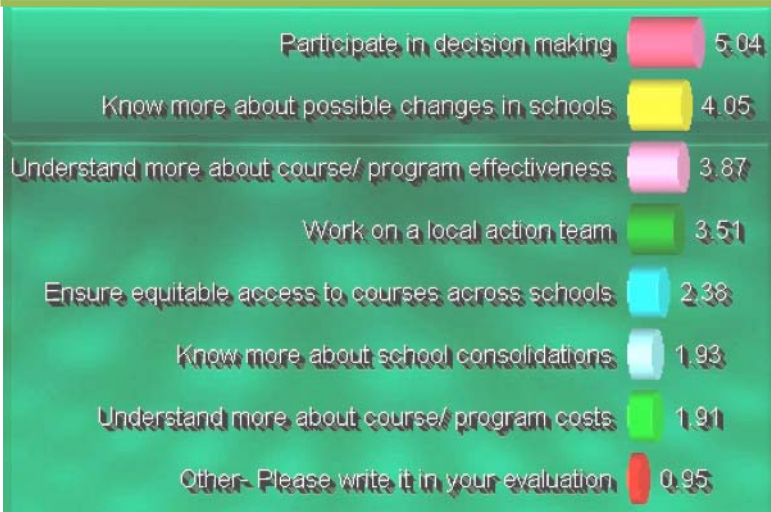 Participate in decision making 5.04
Know more about possible changes in schools 4.05
Understand more about course/ program effectiveness 3.87
Work on a local action team 3.51
Ensure equitable access to courses across schools 2.38
Know more about school consolidations 1.93
Understand more about course/ program costs 1.91
Other- Please write it in your evaluation 0.95